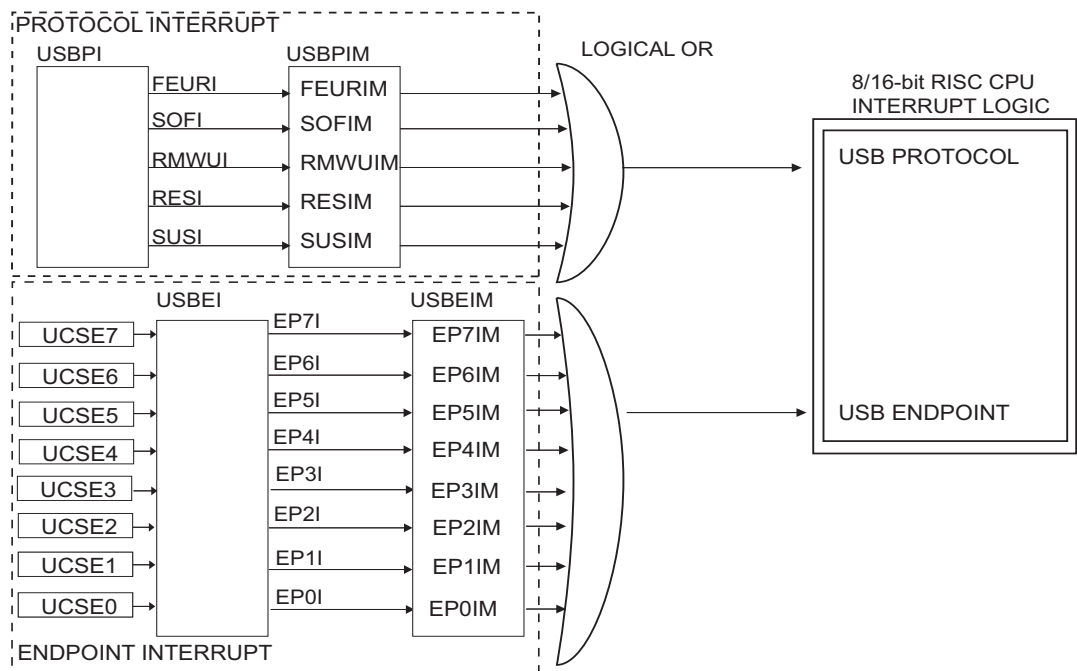 PROTOCOL INTERRUPT
USBPI
USBPIM
LOGICAL OR
8/16-bit RISC CPU
INTERRUPT LOGIC
FEURI
FEURIM
SOFI
SOFIM
RMWUI
RMWUIM
RESI
RESIM
SUSI
SUSIM
USB PROTOCOL
USB ENDPOINT
USBEI
USBEIM
UCSE7
EP7I
EP7IM
UCSE6
EP6I
EP6IM
UCSE5
EP5I
EP5IM
UCSE4
EP4I
EP4IM
UCSE3
EP3I
EP3IM
UCSE2
EP2I
EP2IM
UCSE1
EP1I
EP1IM
UCSE0
EP0I
EP0IM
ENDPOINT INTERRUPT